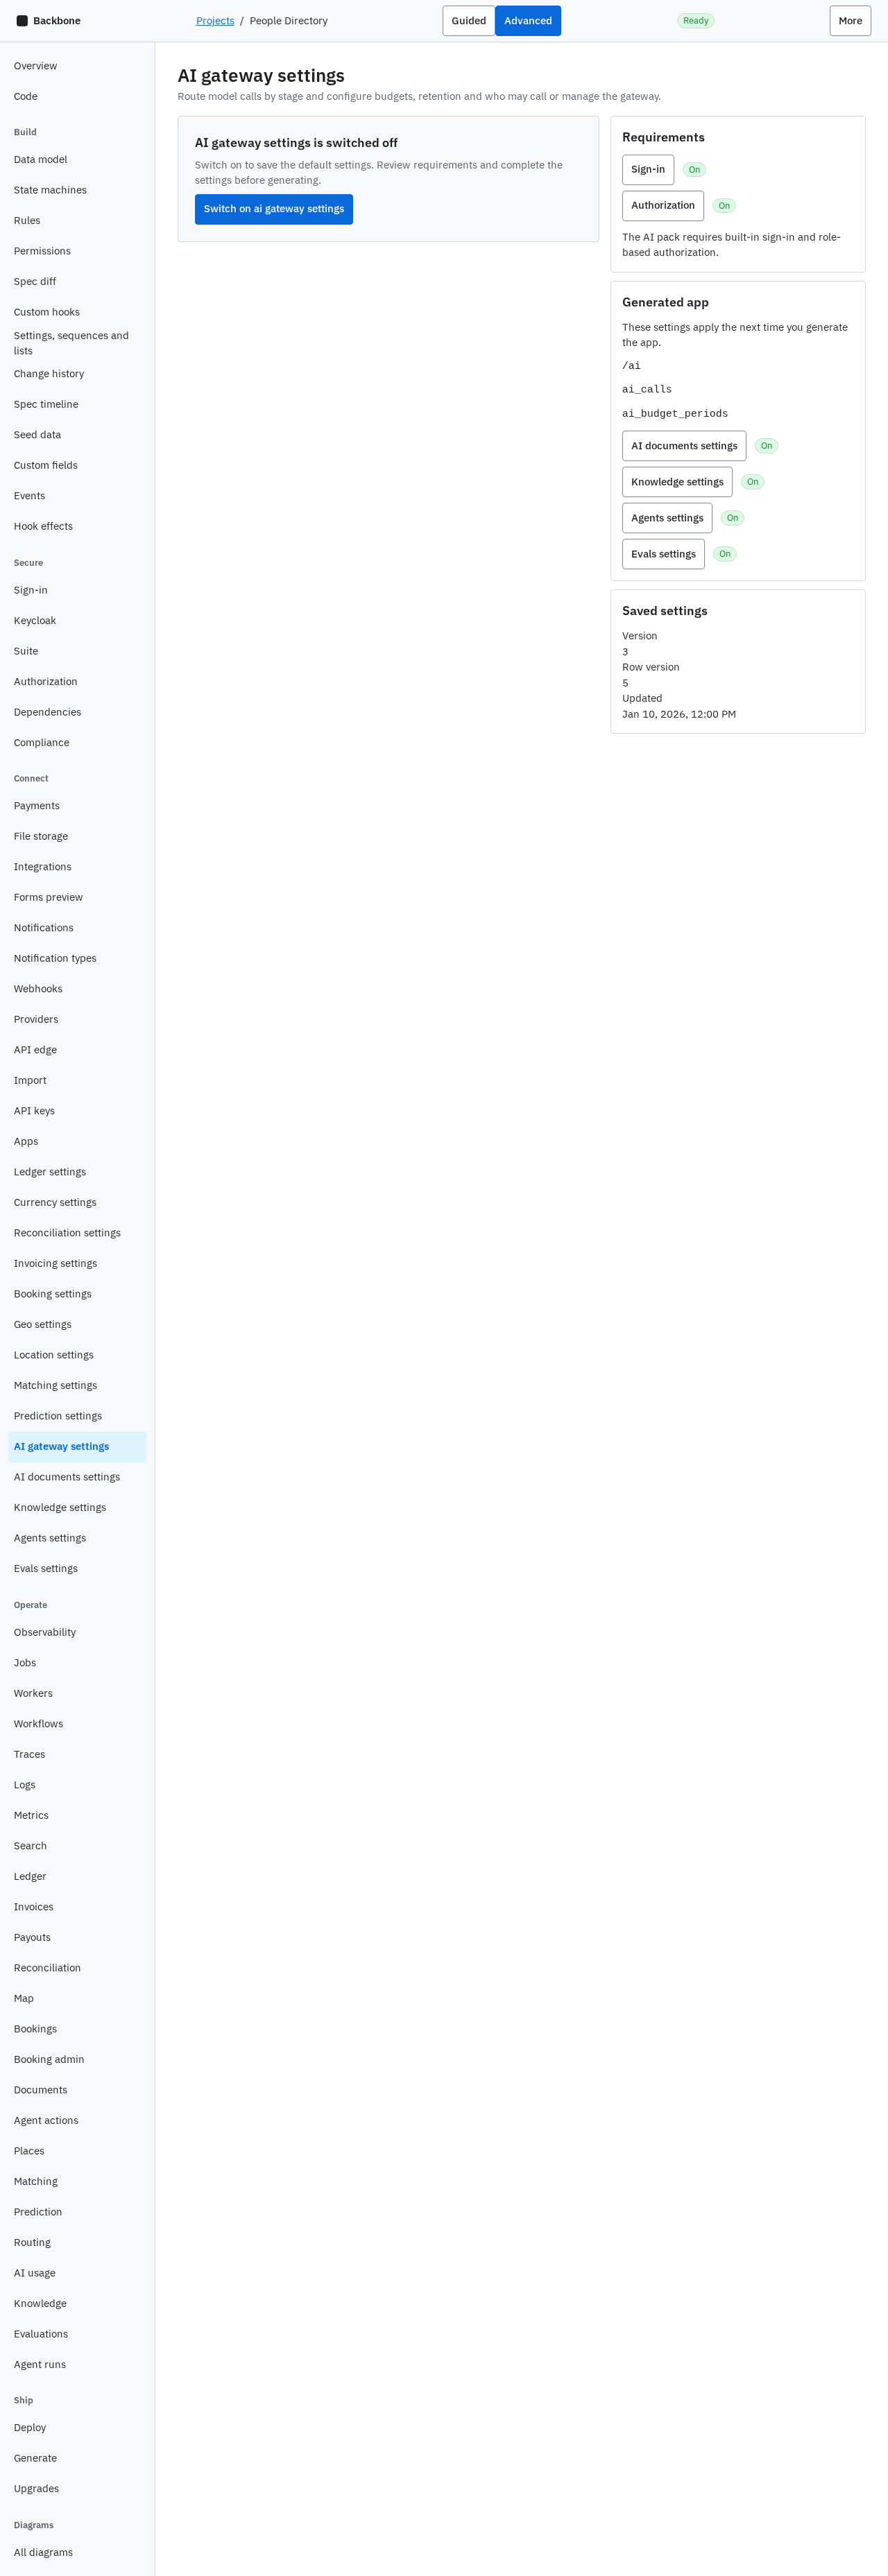 Backbone
Projects / People Directory
Guided
Advanced
Ready
More
Overview
Code
Build
Data model
State machines
Rules
Permissions
Spec diff
Custom hooks
Settings, sequences and
lists
Change history
Spec timeline
Seed data
Custom fields
Events
Hook effects
Secure
Sign-in
Keycloak
Suite
Authorization
Dependencies
Compliance
Connect
Payments
File storage
Integrations
Forms preview
Notifications
Notification types
Webhooks
Providers
API edge
Import
API keys
Apps
Ledger settings
Currency settings
Reconciliation settings
Invoicing settings
Booking settings
Geo settings
Location settings
Matching settings
Prediction settings
AI gateway settings
AI documents settings
Knowledge settings
Agents settings
Evals settings
Operate
Observability
Jobs
Workers
Workflows
Traces
Logs
Metrics
Search
Ledger
Invoices
Payouts
Reconciliation
Map
Bookings
Booking admin
Documents
Agent actions
Places
Matching
Prediction
Routing
AI usage
Knowledge
Evaluations
Agent runs
Ship
Deploy
Generate
Upgrades
Diagrams
All diagrams
AI gateway settings
Route model calls by stage and configure budgets, retention and who may call or manage the gateway.
AI gateway settings is switched off
Switch on to save the default settings. Review requirements and complete the
settings before generating.
Switch on ai gateway settings
Requirements
Sign-in On
Authorization On
The AI pack requires built-in sign-in and role-
based authorization.
Generated app
These settings apply the next time you generate
the app.
/ai
ai_calls
ai_budget_periods
AI documents settings On
Knowledge settings On
Agents settings On
Evals settings On
Saved settings
Version
3
Row version
5
Updated
Jan 10, 2026, 12:00 PM